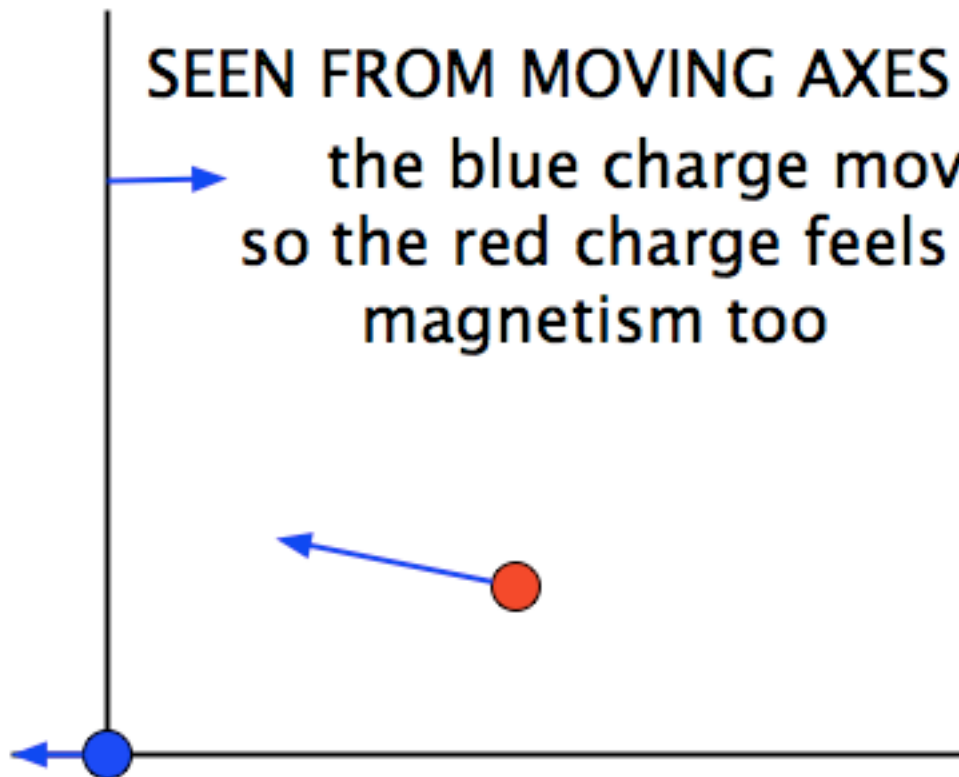 SEEN FROM MOVING AXES
the blue charge mov
so the red charge feels
magnetism too